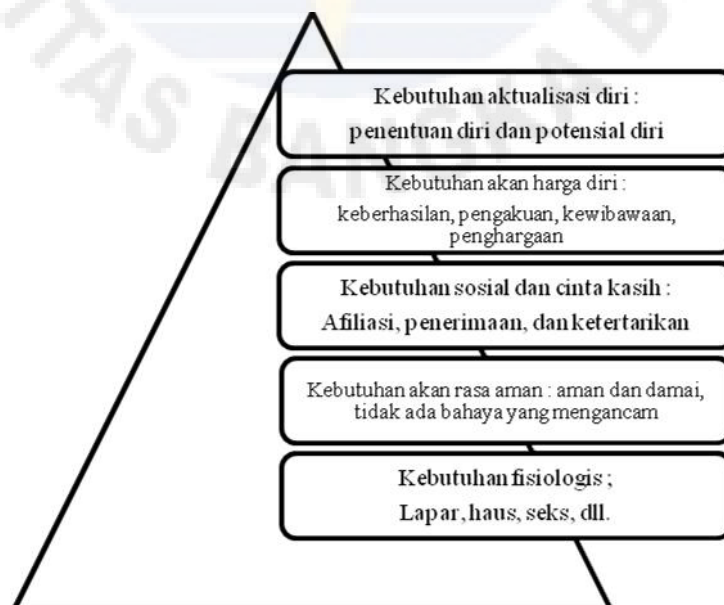 TAS BANGKA B
Kebutuhan aktualisasi diri :
penentuan diri dan potensial diri
Kebutuhan akan harga diri :
keberhasilan, pengakuan, kewibawaan,
penghargaan
Kebutuhan sosial dan cinta kasih :
Afiliasi, penerimaan, dan ketertarikan
Kebutuhan akan rasa aman : aman dan damai,
tidak ada bahaya yang mengancam
Kebutuhan fisiologis ;
Lapar, haus, seks, dll.